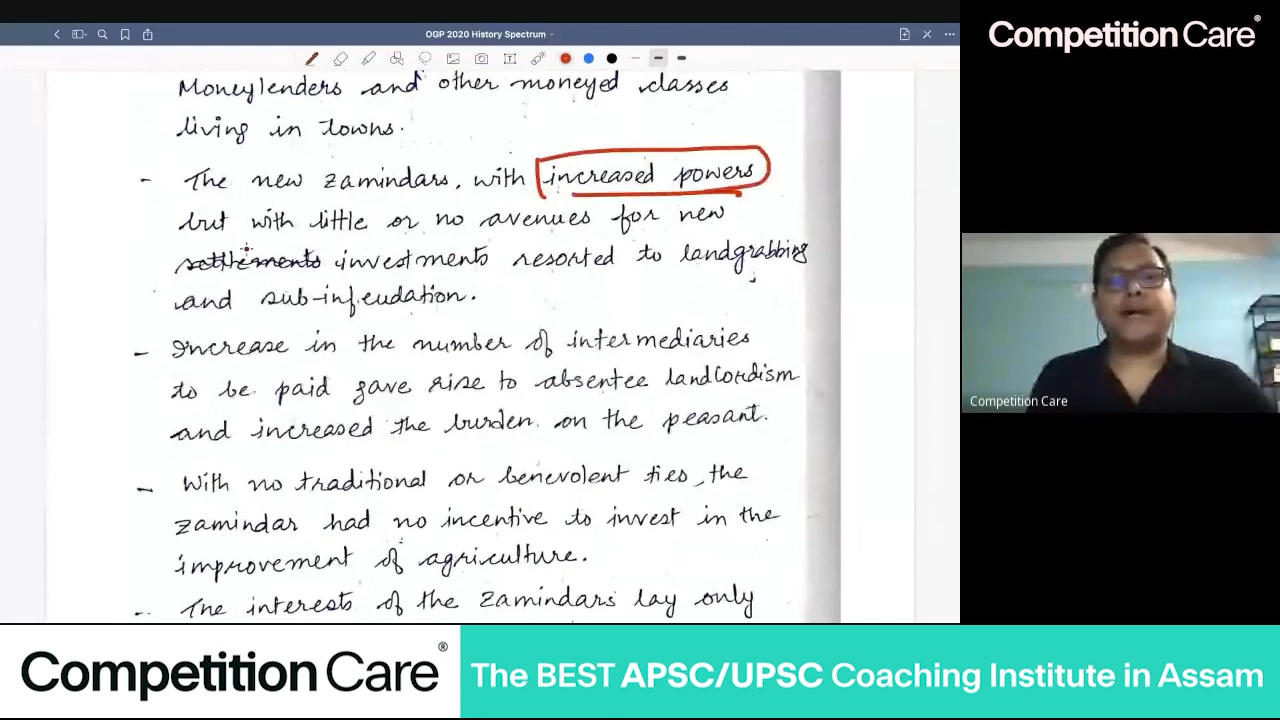 OGP 2020 History Spectrum
Competition Care®
Moneylenders and other moneyed classes
living in towns.
- The new zamindars, with increased powers
but with little or no avenues for new
settlements investments resorted to landgrabbing
and sub-infeudation.
- Increase in the number of intermediaries
to be paid gave rise to absentee landlordism
and increased the burden on the peasant.
- With no traditional or benevolent ties, the
zamindar had no incentive to invest in the
improvement of agriculture.
- The interests of the zamindars lay only
Competition Care
Competition Care®
The BEST APSC/UPSC Coaching Institute in Assam